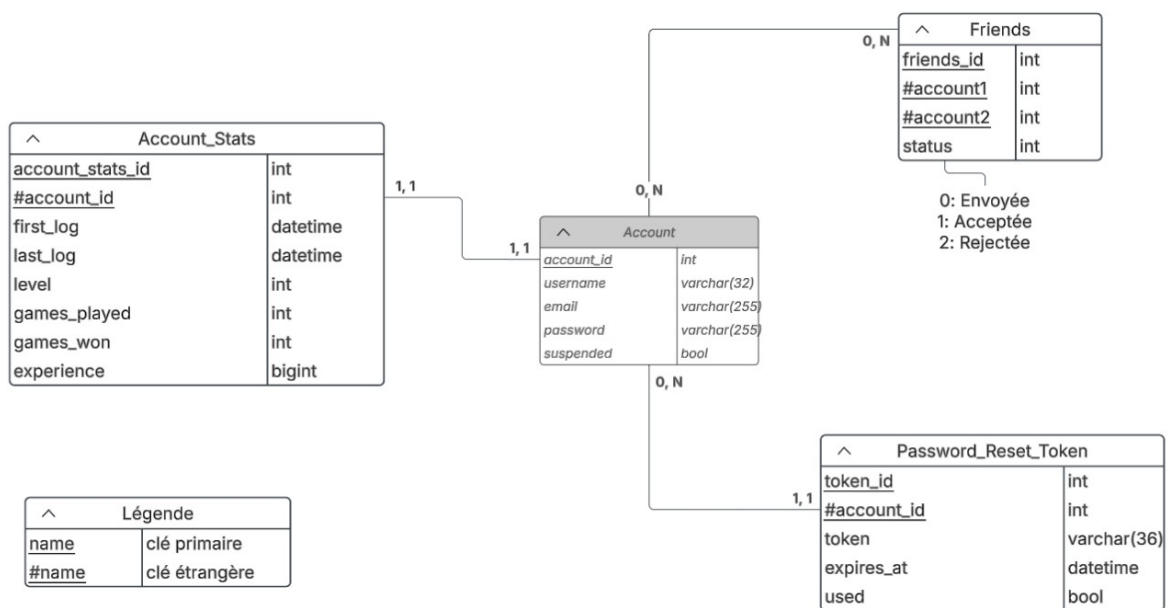 Friends
0, N
friends_id int
#account1 int
#account2 int
status int
0: Envoyée
1: Acceptée
2: Rejectée
Account_Stats
account_stats_id int
#account_id int
first_log datetime
last_log datetime
level int
games_played int
games_won int
experience bigint
1, 1
1, 1
0, N
Account
account_id int
username varchar(32)
email varchar(255)
password varchar(255)
suspended bool
0, N
Password_Reset_Token
1, 1
token_id int
#account_id int
token varchar(36)
expires_at datetime
used bool
Légende
name clé primaire
#name clé étrangère